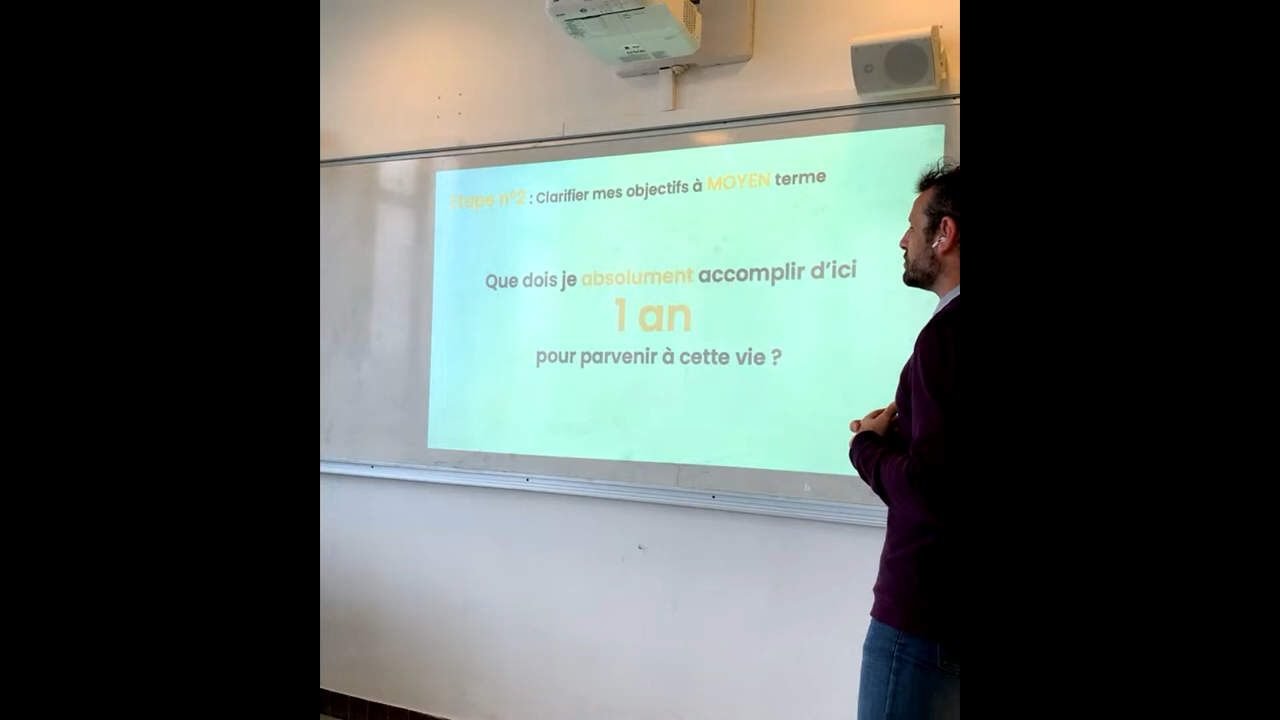 Etape n°2 : Clarifier mes objectifs à MOYEN terme
Que dois je absolument accomplir d'ici
1 an
pour parvenir à cette vie ?
EPSON